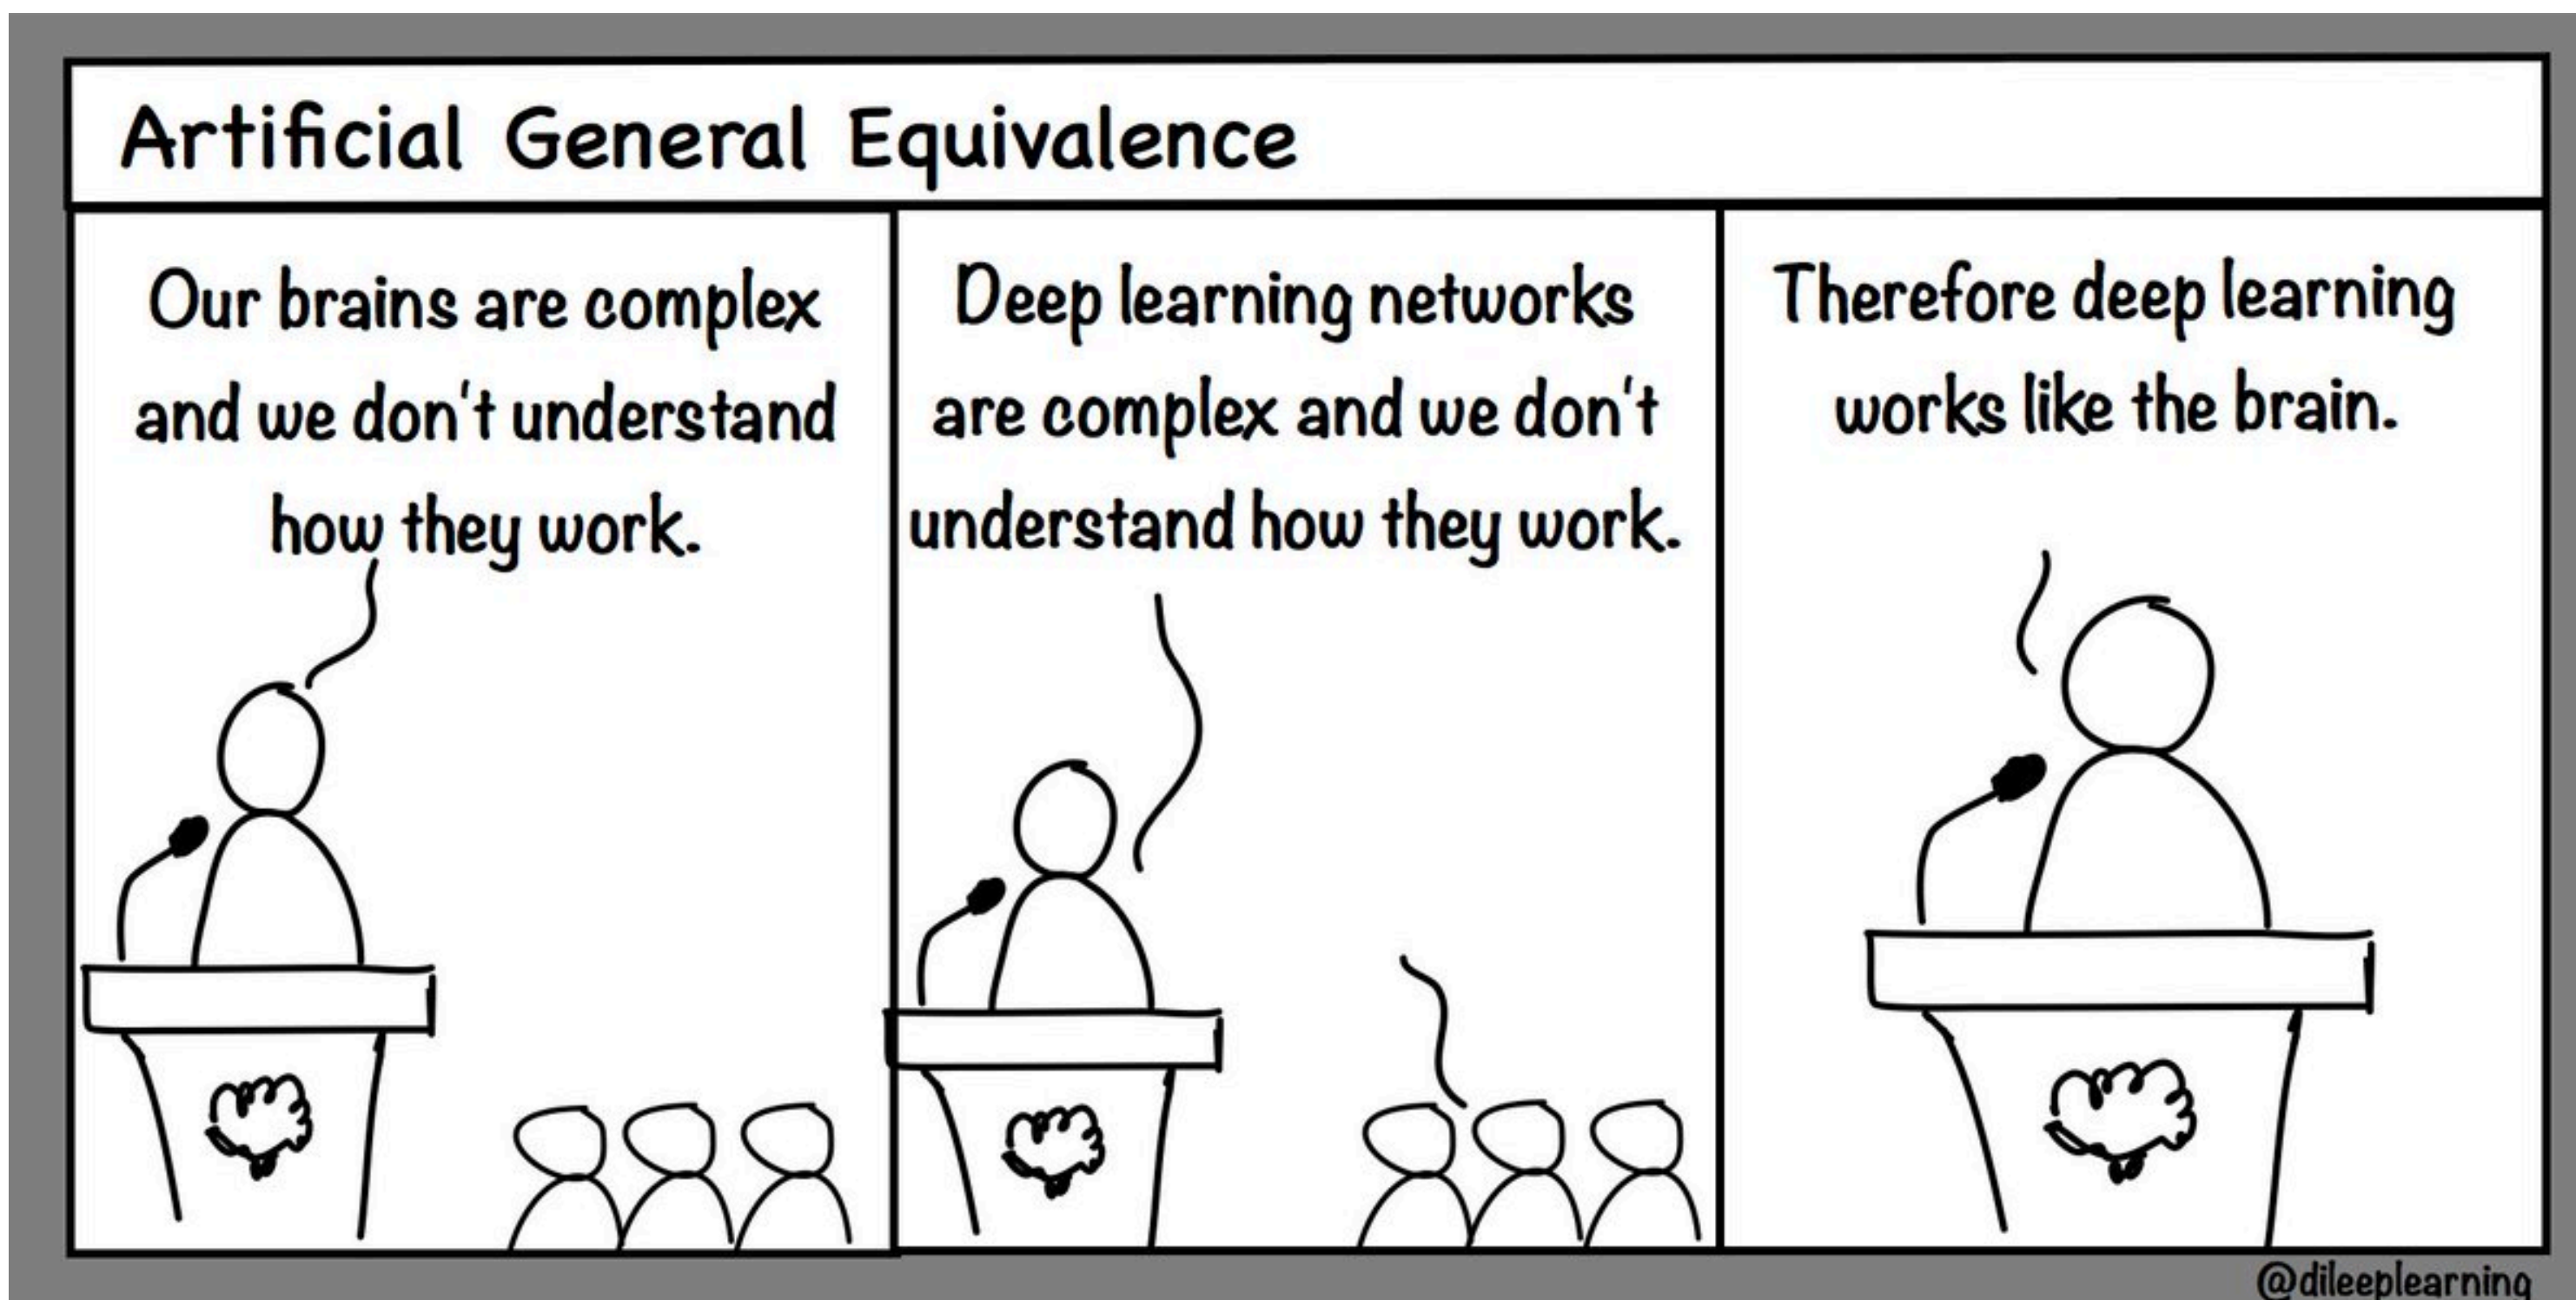 Artificial General Equivalence
Our brains are complex
and we don't understand
how they work.
Deep learning networks
are complex and we don't
understand how they work.
Therefore deep learning
works like the brain.
@dileeplearning